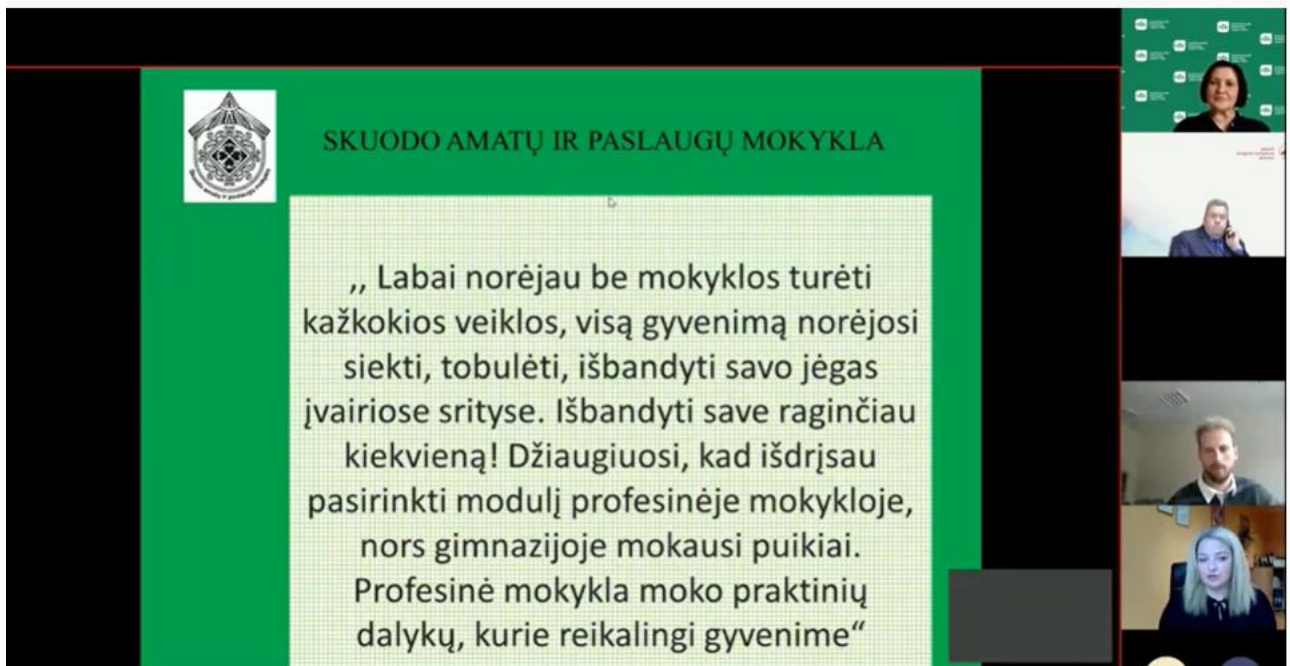 SKUODO AMATŲ IR PASLAUGŲ MOKYKLA
,, Labai norėjau be mokyklos turėti
kažkokios veiklos, visą gyvenimą norėjosi
siekti, tobulėti, išbandyti savo jėgas
įvairiose srityse. Išbandyti save raginčiau
kiekvieną! Džiaugiuosi, kad išdrįsau
pasirinkti modulį profesinėje mokykloje,
nors gimnazijoje mokausi puikiai.
Profesinė mokykla moko praktinių
dalykų, kurie reikalingi gyvenime“